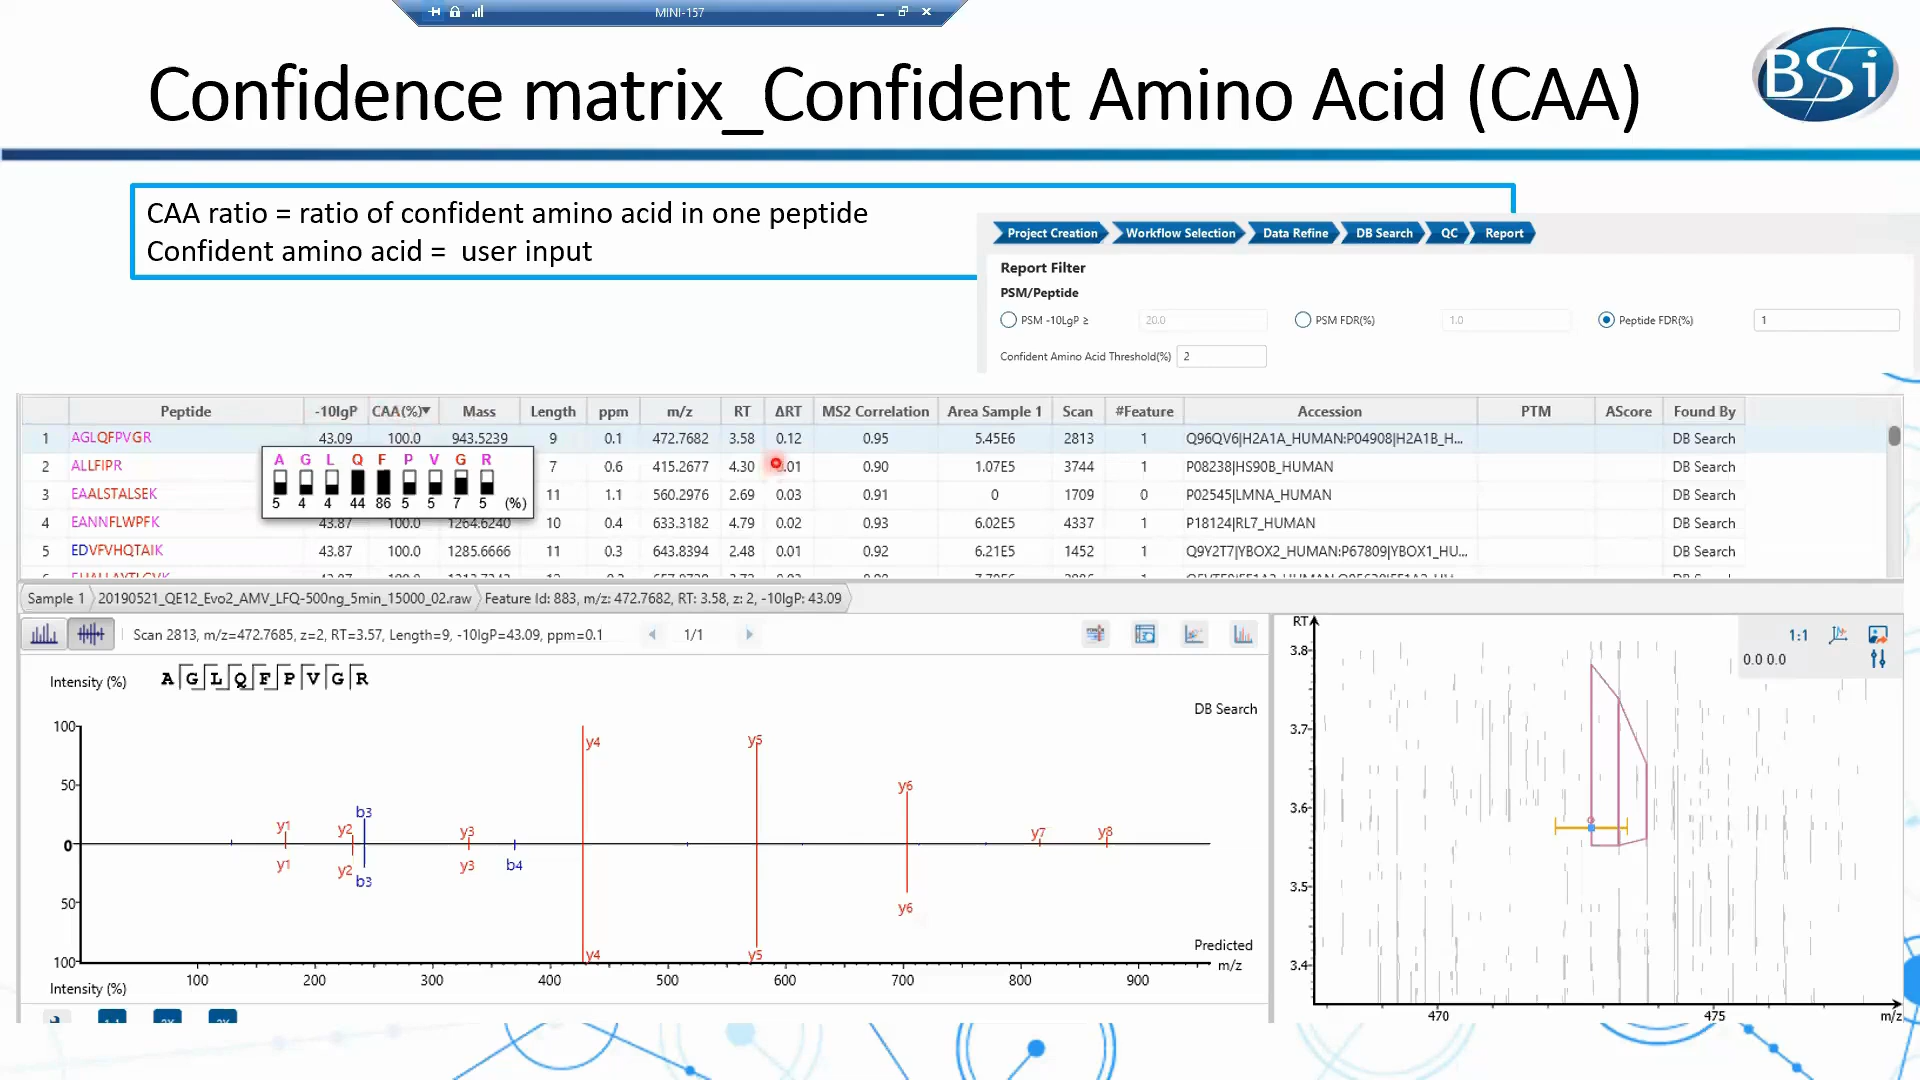 MINI-157
Confidence matrix_Confident Amino Acid (CAA)
BSi
CAA ratio = ratio of confident amino acid in one peptide
Confident amino acid = user input
Project Creation Workflow Selection Data Refine DB Search QC Report
Report Filter
PSM/Peptide
PSM -10LgP ≥ 20.0 PSM FDR(%) 1.0 Peptide FDR(%) 1
Confident Amino Acid Threshold(%) 2
Peptide -10lgP CAA(%)▼ Mass Length ppm m/z RT ΔRT MS2 Correlation Area Sample 1 Scan #Feature Accession PTM AScore Found By
1 AGLQFPVGR 43.09 100.0 943.5239 9 0.1 472.7682 3.58 0.12 0.95 5.45E6 2813 1 Q96QV6|H2A1A_HUMAN:P04908|H2A1B_H... DB Search
2 ALLFIPR 7 0.6 415.2677 4.30 0.01 0.90 1.07E5 3744 1 P08238|HS90B_HUMAN DB Search
3 EAALSTALSEK 11 1.1 560.2976 2.69 0.03 0.91 0 1709 0 P02545|LMNA_HUMAN DB Search
4 EANNFLWPFK 43.87 100.0 1264.6240 10 0.4 633.3182 4.79 0.02 0.93 6.02E5 4337 1 P18124|RL7_HUMAN DB Search
5 EDVFVHQTAIK 43.87 100.0 1285.6666 11 0.3 643.8394 2.48 0.01 0.92 6.21E5 1452 1 Q9Y2T7|YBOX2_HUMAN:P67809|YBOX1_HU... DB Search
A G L Q F P V G R
5 4 4 44 86 5 5 7 5 (%)
Sample 1 20190521_QE12_Evo2_AMV_LFQ-500ng_5min_15000_02.raw Feature Id: 883, m/z: 472.7682, RT: 3.58, z: 2, -10lgP: 43.09
Scan 2813, m/z=472.7685, z=2, RT=3.57, Length=9, -10lgP=43.09, ppm=0.1 1/1
Intensity (%) A G L Q F P V G R
DB Search
100
50
0
50
100
y1 y2 b3 y3 y4 y5 y6 y7 y8
y1 y2 b3 y3 b4 y4 y5 y6
Predicted
m/z
100 200 300 400 500 600 700 800 900
Intensity (%)
RT
1:1
0.0 0.0
3.8
3.7
3.6
3.5
3.4
470 475
m/z